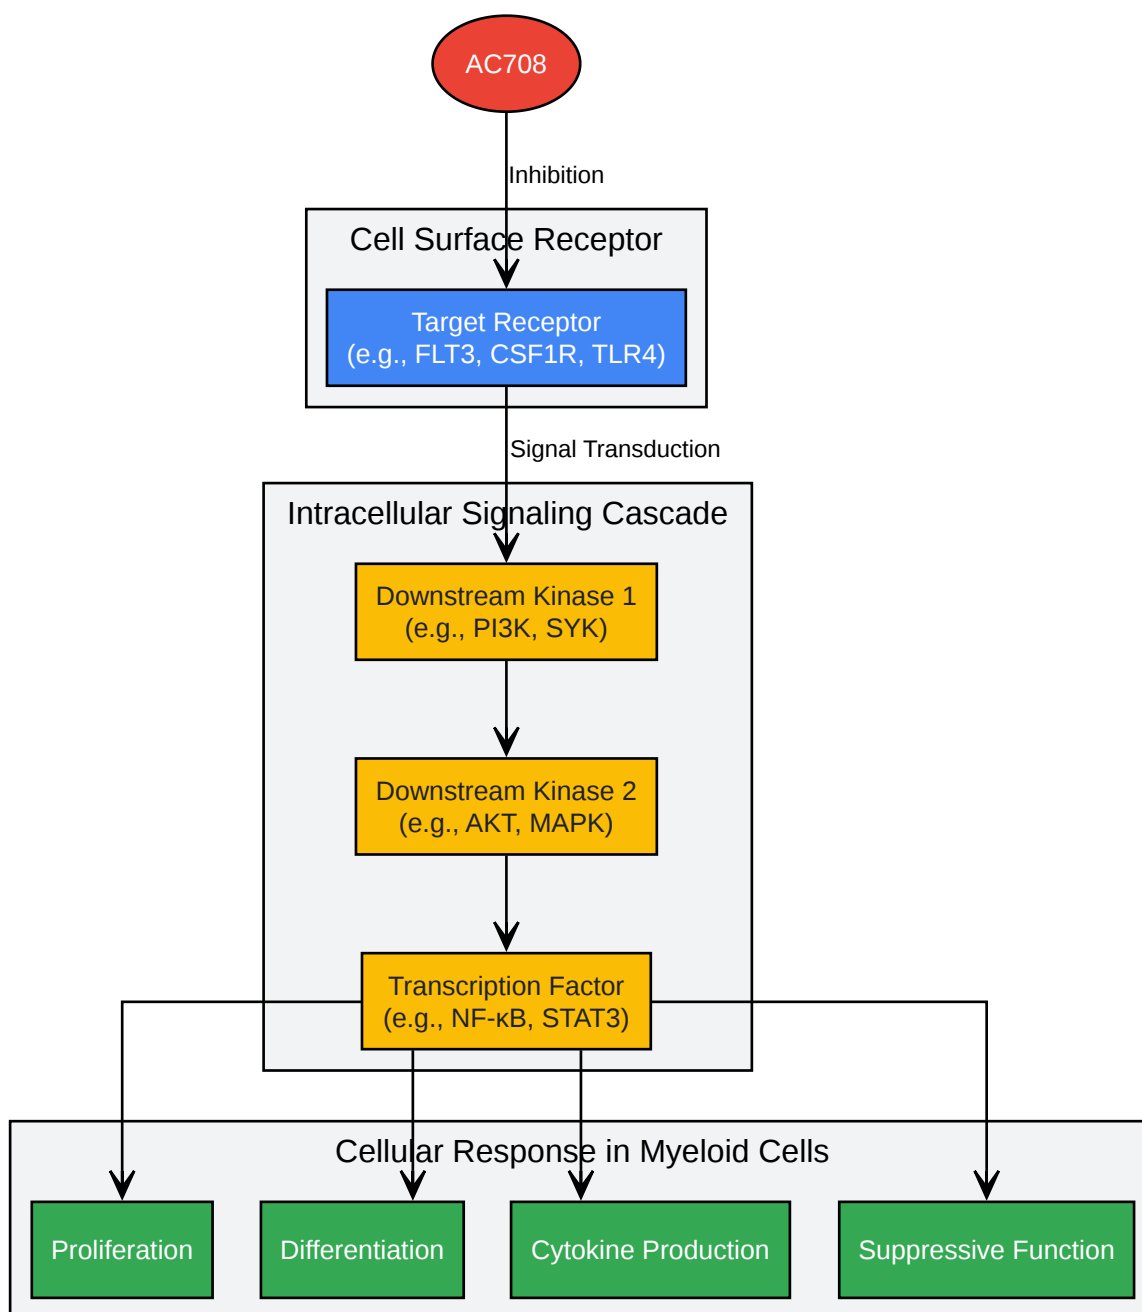 AC708
Inhibition
Cell Surface Receptor
Target Receptor
(e.g., FLT3, CSF1R, TLR4)
Signal Transduction
Intracellular Signaling Cascade
Downstream Kinase 1
(e.g., PI3K, SYK)
Downstream Kinase 2
(e.g., AKT, MAPK)
Transcription Factor
(e.g., NF-κB, STAT3)
Cellular Response in Myeloid Cells
Proliferation
Differentiation
Cytokine Production
Suppressive Function